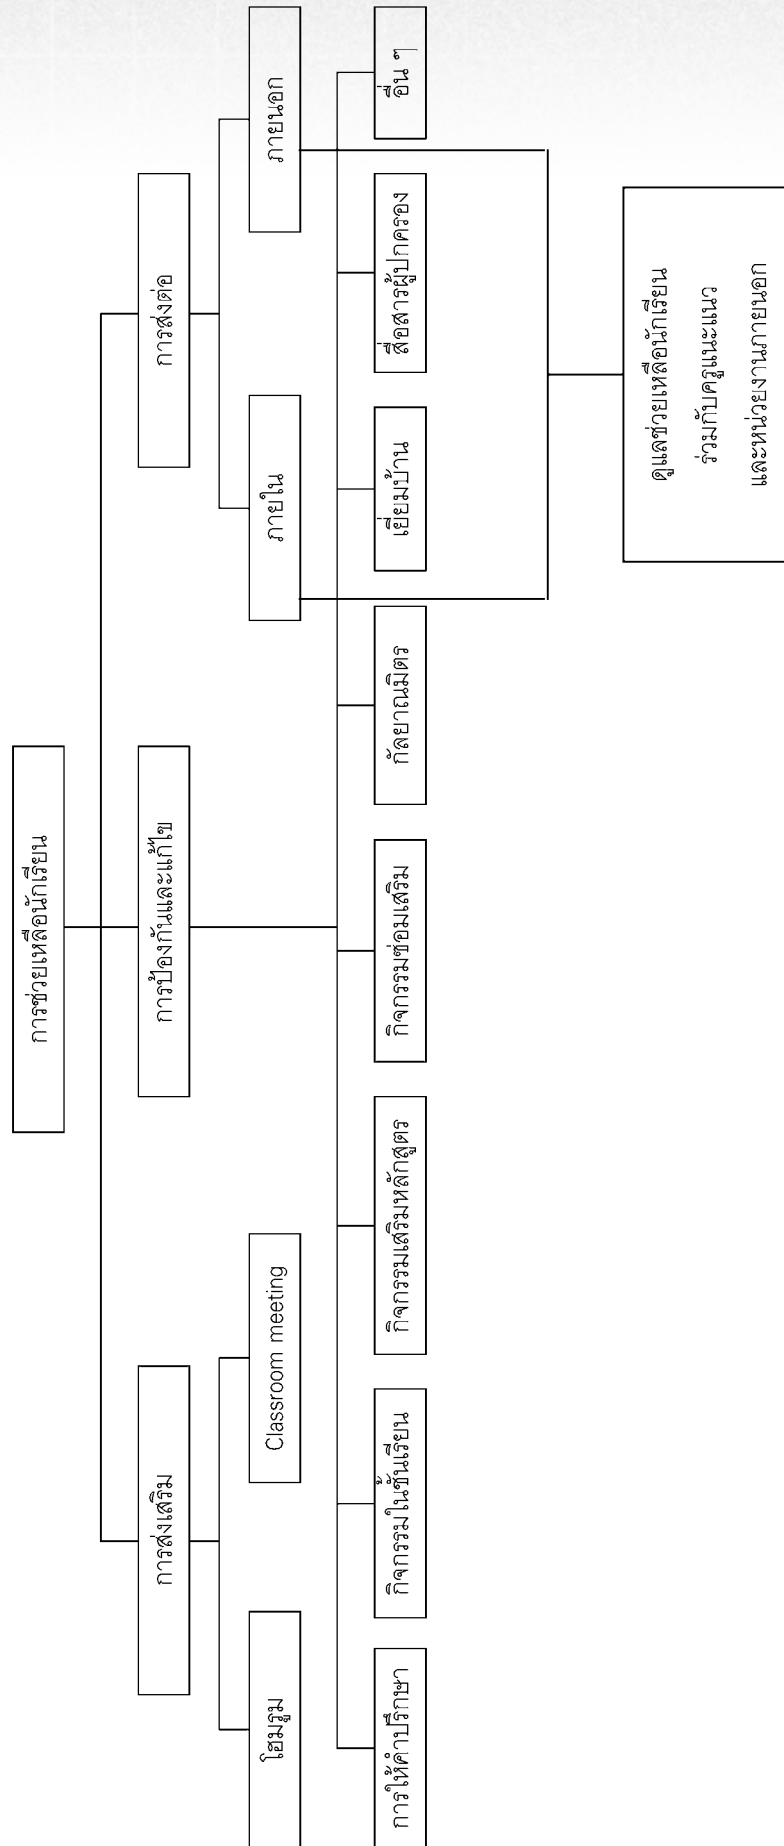 การช่วยเหลือนักเรียน
การส่งเสริม
การป้องกันและแก้ไข
การส่งต่อ
โฮมรูม
Classroom meeting
ภายใน
ภายนอก
การให้คำปรึกษา
กิจกรรมในชั้นเรียน
กิจกรรมเสริมหลักสูตร
กิจกรรมซ่อมเสริม
กัลยาณมิตร
เยี่ยมบ้าน
สื่อสารผู้ปกครอง
อื่น ๆ
ดูแลช่วยเหลือนักเรียน
ร่วมกับครูแนะแนว
และหน่วยงานภายนอก